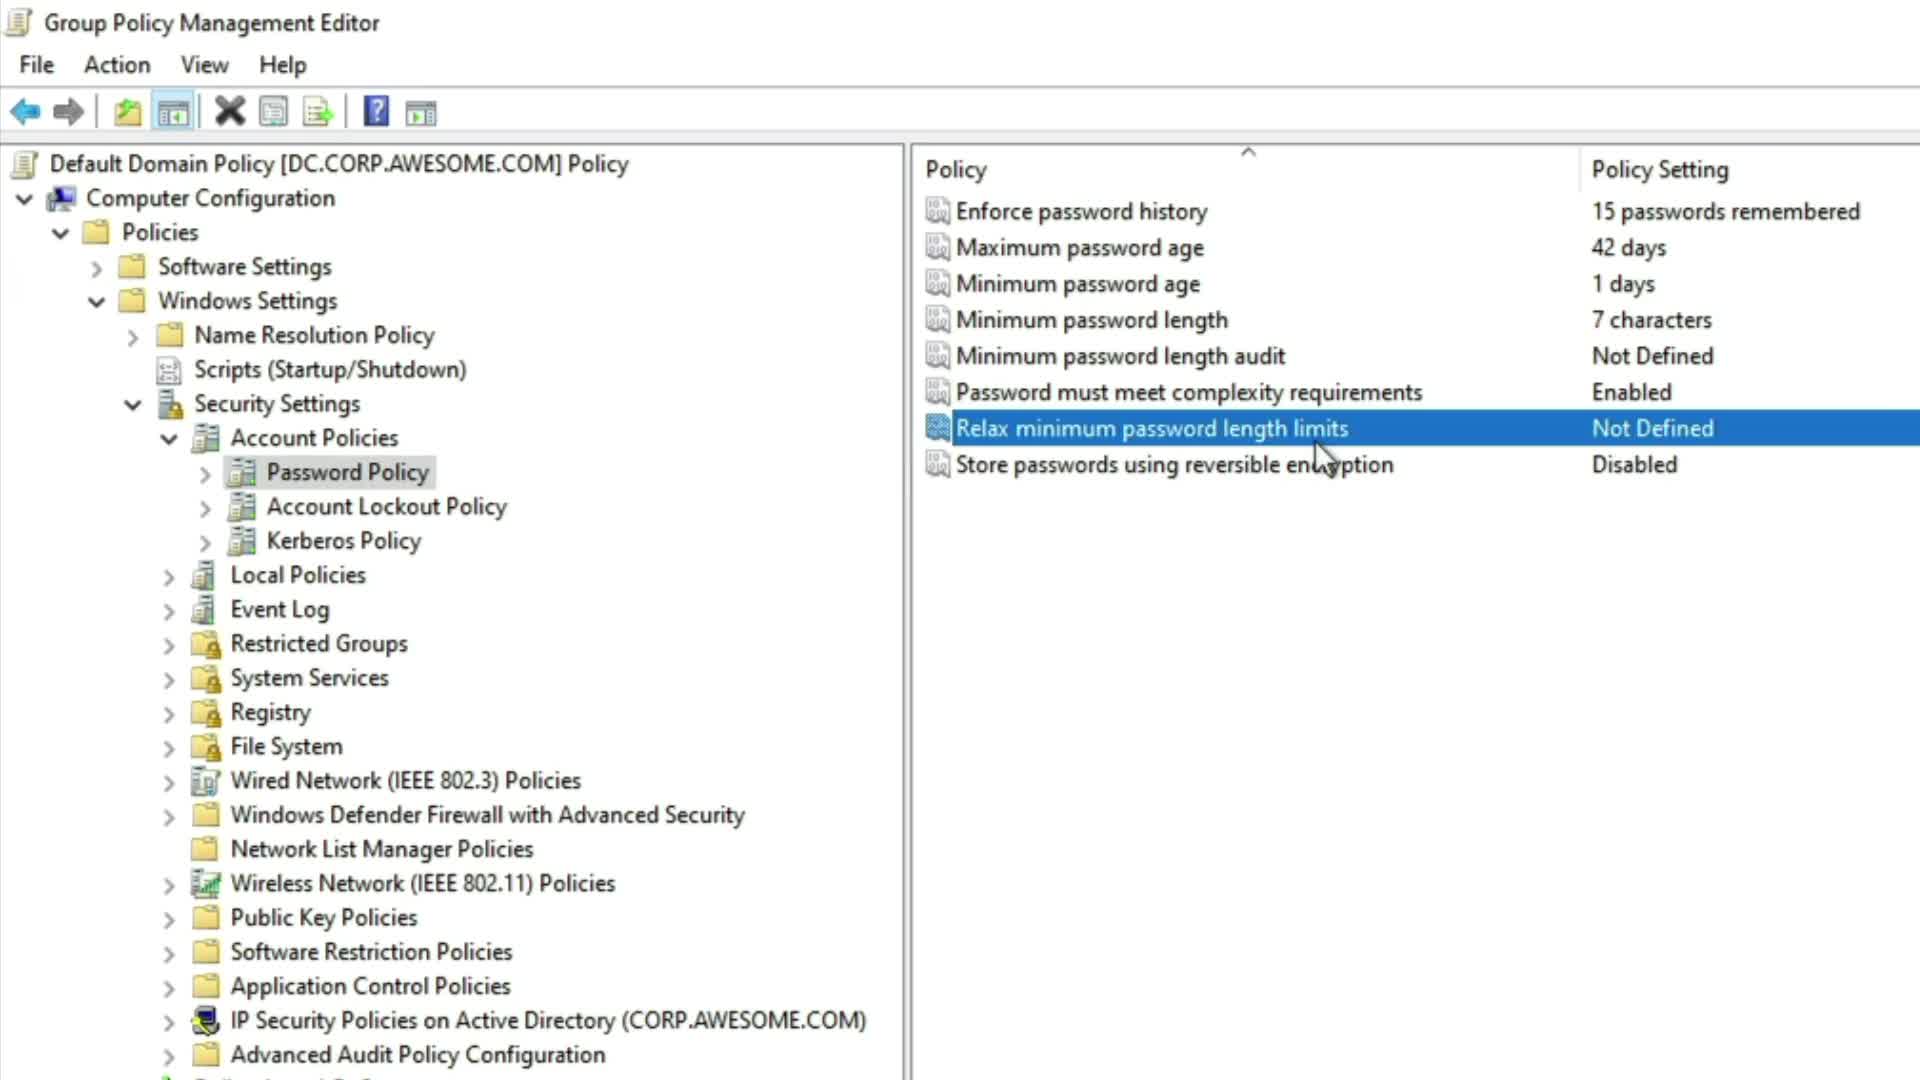 Group Policy Management Editor
File Action View Help
Default Domain Policy [DC.CORP.AWESOME.COM] Policy
Computer Configuration
Policies
Software Settings
Windows Settings
Name Resolution Policy
Scripts (Startup/Shutdown)
Security Settings
Account Policies
Password Policy
Account Lockout Policy
Kerberos Policy
Local Policies
Event Log
Restricted Groups
System Services
Registry
File System
Wired Network (IEEE 802.3) Policies
Windows Defender Firewall with Advanced Security
Network List Manager Policies
Wireless Network (IEEE 802.11) Policies
Public Key Policies
Software Restriction Policies
Application Control Policies
IP Security Policies on Active Directory (CORP.AWESOME.COM)
Advanced Audit Policy Configuration
Policy Policy Setting
Enforce password history 15 passwords remembered
Maximum password age 42 days
Minimum password age 1 days
Minimum password length 7 characters
Minimum password length audit Not Defined
Password must meet complexity requirements Enabled
Relax minimum password length limits Not Defined
Store passwords using reversible encryption Disabled